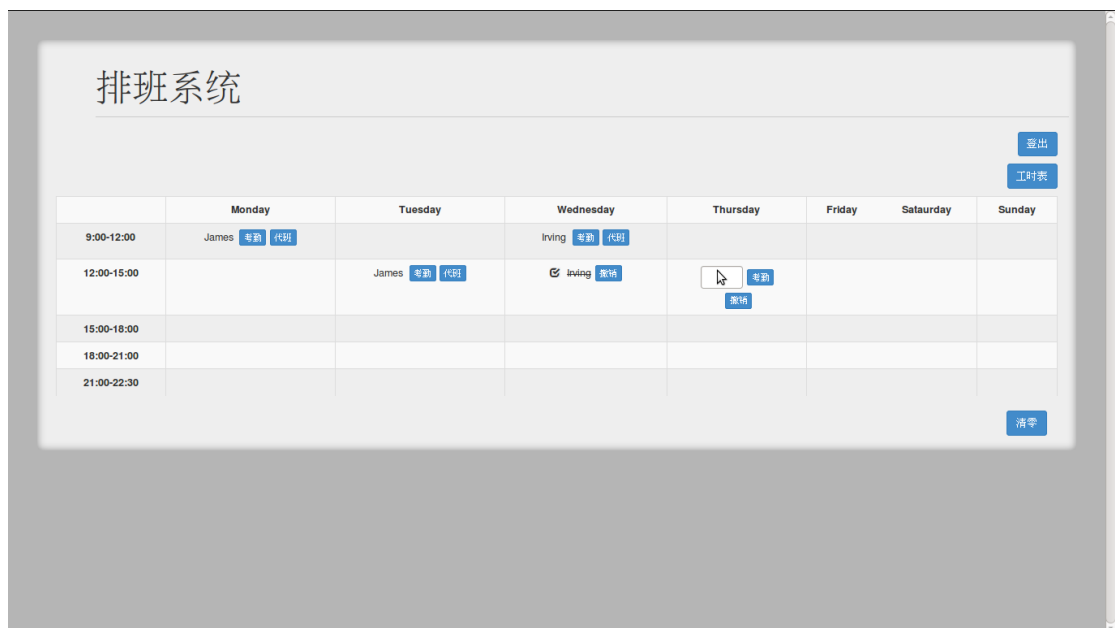 排班系统
登出
工时表
Monday Tuesday Wednesday Thursday Friday Sataurday Sunday
9:00-12:00 James 考勤 代班 Irving 考勤 代班
12:00-15:00 James 考勤 代班 Irving 撤销 考勤
撤销
15:00-18:00
18:00-21:00
21:00-22:30
清零